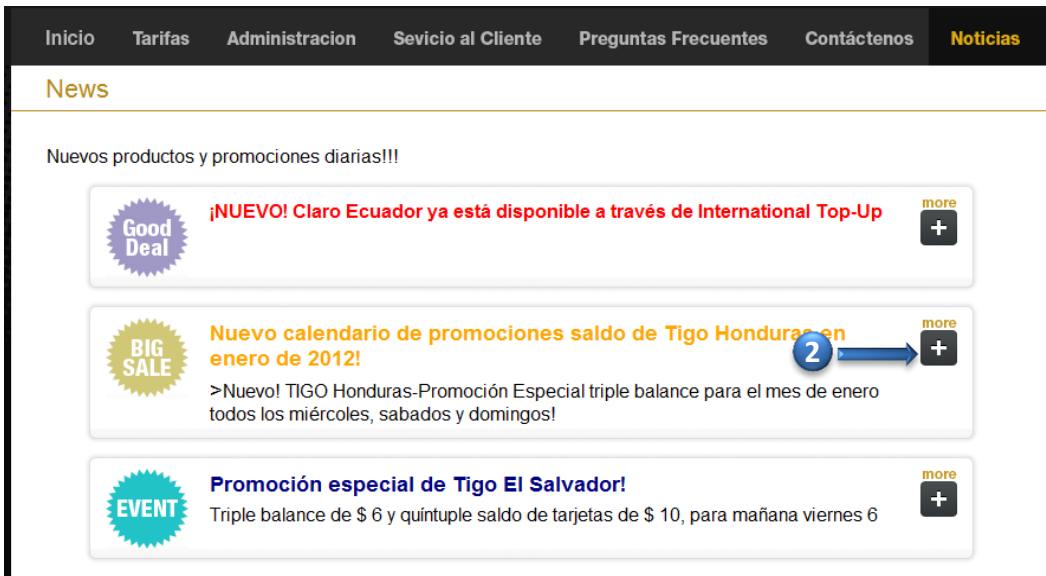 Inicio Tarifas Administracion Sevicio al Cliente Preguntas Frecuentes Contáctenos Noticias
News
Nuevos productos y promociones diarias!!!
Good
Deal
¡NUEVO! Claro Ecuador ya está disponible a través de International Top-Up
more
+
BIG
SALE
Nuevo calendario de promociones saldo de Tigo Honduras en
enero de 2012!
>Nuevo! TIGO Honduras-Promoción Especial triple balance para el mes de enero
todos los miércoles, sabados y domingos!
2
more
+
EVENT
Promoción especial de Tigo El Salvador!
Triple balance de $ 6 y quíntuple saldo de tarjetas de $ 10, para mañana viernes 6
more
+